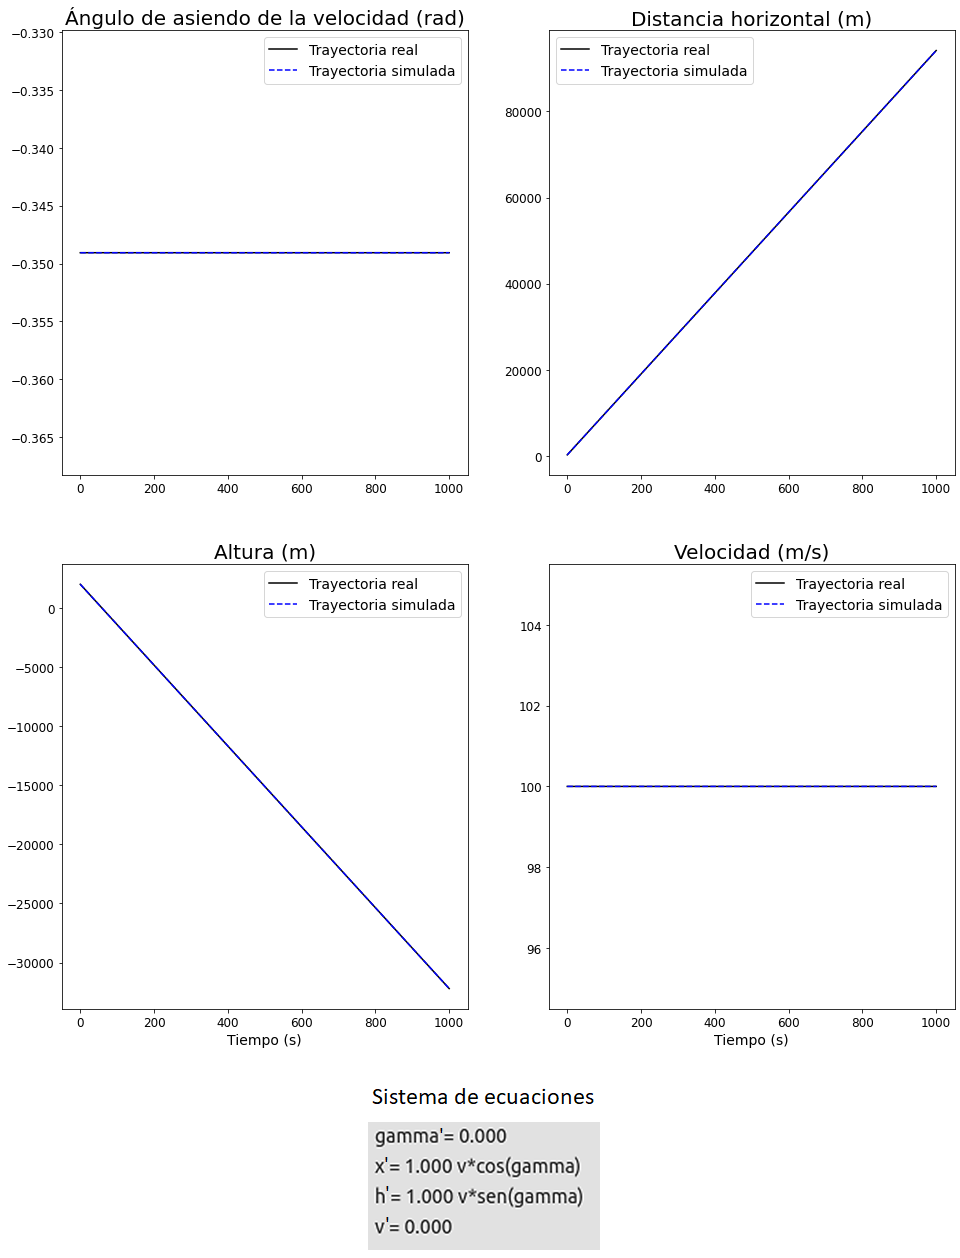 Ángulo de asiendo de la velocidad (rad)
−0.330
−0.335
−0.340
−0.345
−0.350
−0.355
−0.360
−0.365
0 200 400 600 800 1000
Trayectoria real
Trayectoria simulada
Distancia horizontal (m)
80000
60000
40000
20000
0
0 200 400 600 800 1000
Trayectoria real
Trayectoria simulada
Altura (m)
0
−5000
−10000
−15000
−20000
−25000
−30000
0 200 400 600 800 1000
Tiempo (s)
Trayectoria real
Trayectoria simulada
Velocidad (m/s)
104
102
100
98
96
0 200 400 600 800 1000
Tiempo (s)
Trayectoria real
Trayectoria simulada
Sistema de ecuaciones
gamma'= 0.000
x'= 1.000 v*cos(gamma)
h'= 1.000 v*sen(gamma)
v'= 0.000